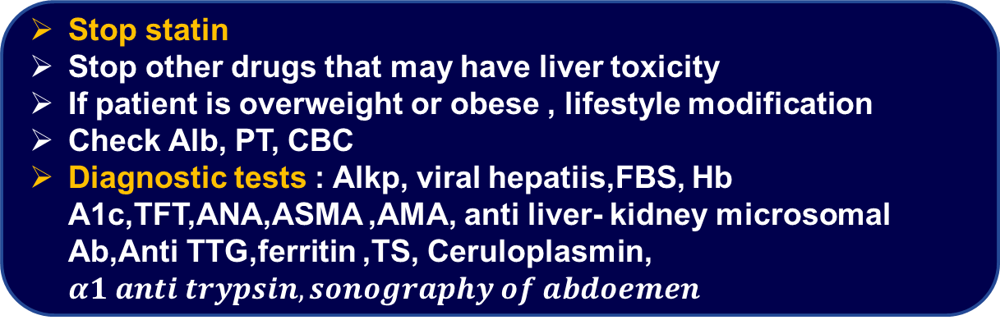 ➢ Stop statin
➢ Stop other drugs that may have liver toxicity
➢ If patient is overweight or obese , lifestyle modification
➢ Check Alb, PT, CBC
➢ Diagnostic tests : Alkp, viral hepatiis,FBS, Hb
A1c,TFT,ANA,ASMA ,AMA, anti liver- kidney microsomal
Ab,Anti TTG,ferritin ,TS, Ceruloplasmin,
α1 anti trypsin, sonography of abdoemen